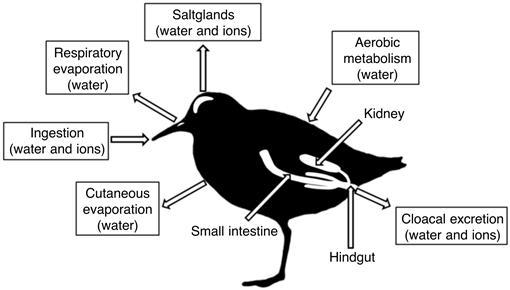 Saltglands
(water and ions)
Respiratory
evaporation
(water)
Aerobic
metabolism
(water)
Kidney
Ingestion
(water and ions)
Cutaneous
evaporation
(water)
Small intestine
Cloacal excretion
(water and ions)
Hindgut